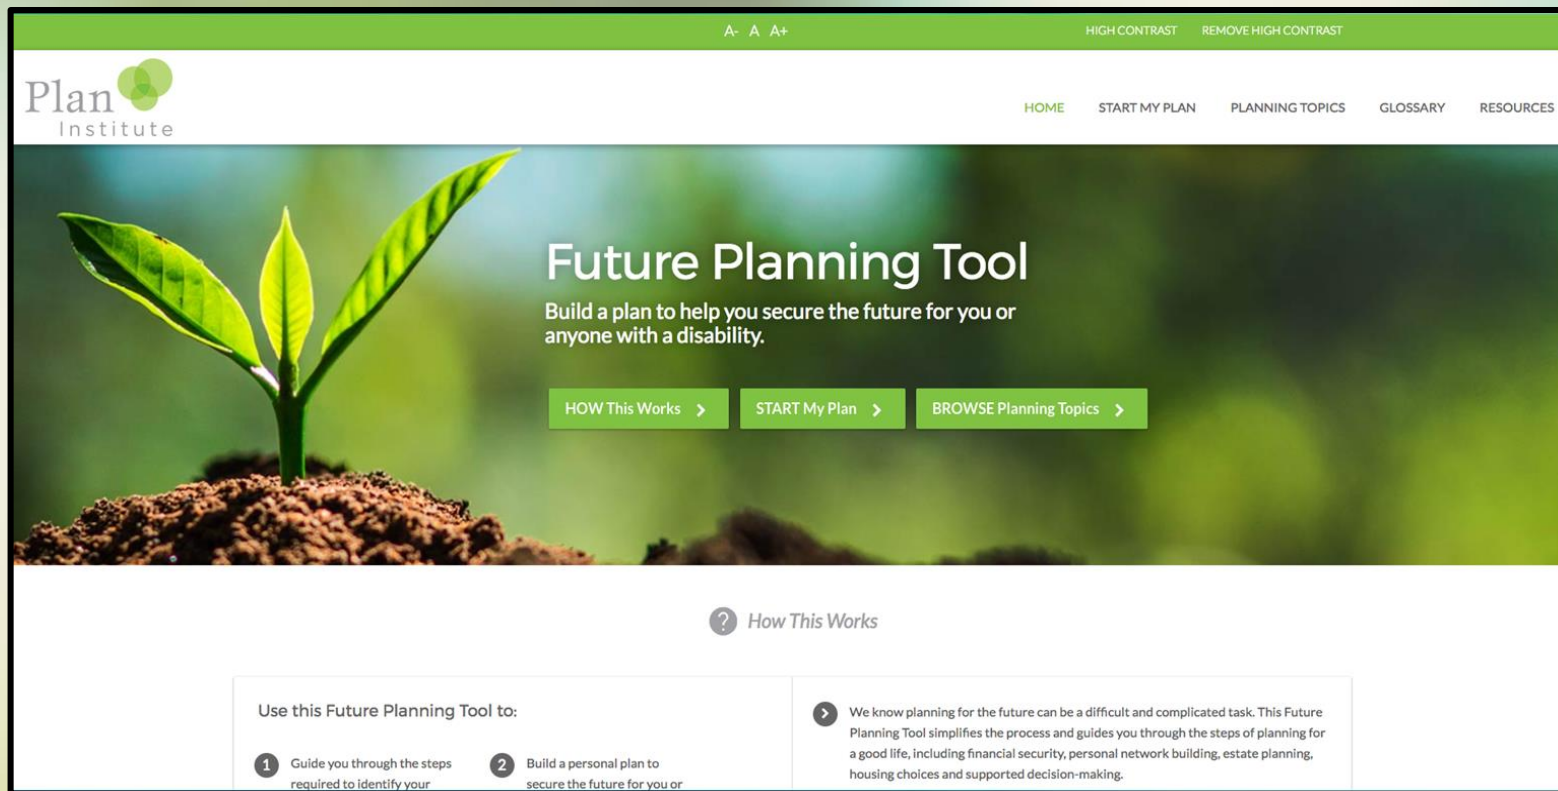 A- A A+
HIGH CONTRAST REMOVE HIGH CONTRAST
Plan
Institute
HOME START MY PLAN PLANNING TOPICS GLOSSARY RESOURCES
Future Planning Tool
Build a plan to help you secure the future for you or
anyone with a disability.
HOW This Works
START My Plan
BROWSE Planning Topics
? How This Works
Use this Future Planning Tool to:
1 Guide you through the steps
required to identify your
2 Build a personal plan to
secure the future for you or
We know planning for the future can be a difficult and complicated task. This Future
Planning Tool simplifies the process and guides you through the steps of planning for
a good life, including financial security, personal network building, estate planning,
housing choices and supported decision-making.